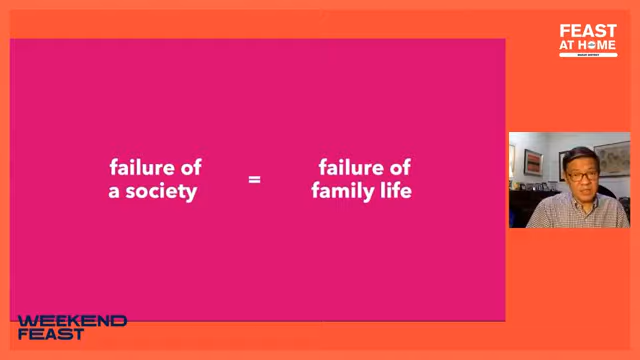 FEAST
AT HOME
failure of
a society
=
failure of
family life
WEEKEND
FEAST